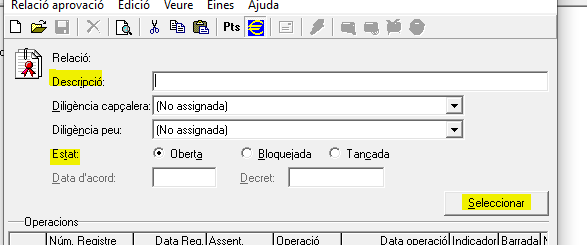 Relació aprovació Edició Veure Eines Ajuda
Pts
Relació:
Descripció:
Diligència capçalera: (No assignada)
Diligència peu: (No assignada)
Estat: Oberta Bloquejada Tancada
Data d'acord: Decret:
Seleccionar
Operacions
Núm. Registre Data Reg. Assent. Operació Data operació Indicador Barrada